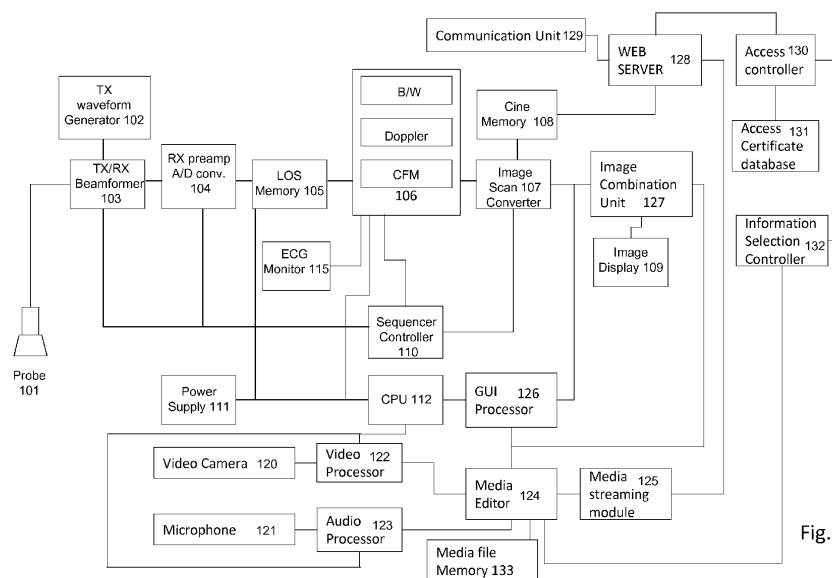 Communication Unit 129
WEB
SERVER 128
Access 130
controller
TX
waveform
Generator 102
B/W
Doppler
CFM
106
Cine
Memory 108
Access 131
Certificate
database
TX/RX
Beamformer
103
RX preamp
A/D conv.
104
LOS
Memory 105
Image
Scan 107
Converter
Image
Combination
Unit 127
Information
Selection 132
Controller
ECG
Monitor 115
Image
Display 109
Sequencer
Controller
110
Probe
101
Power
Supply 111
CPU 112
GUI 126
Processor
Video Camera 120
Video 122
Processor
Media
Editor 124
Media 125
streaming
module
Microphone 121
Audio 123
Processor
Media file
Memory 133
Fig.